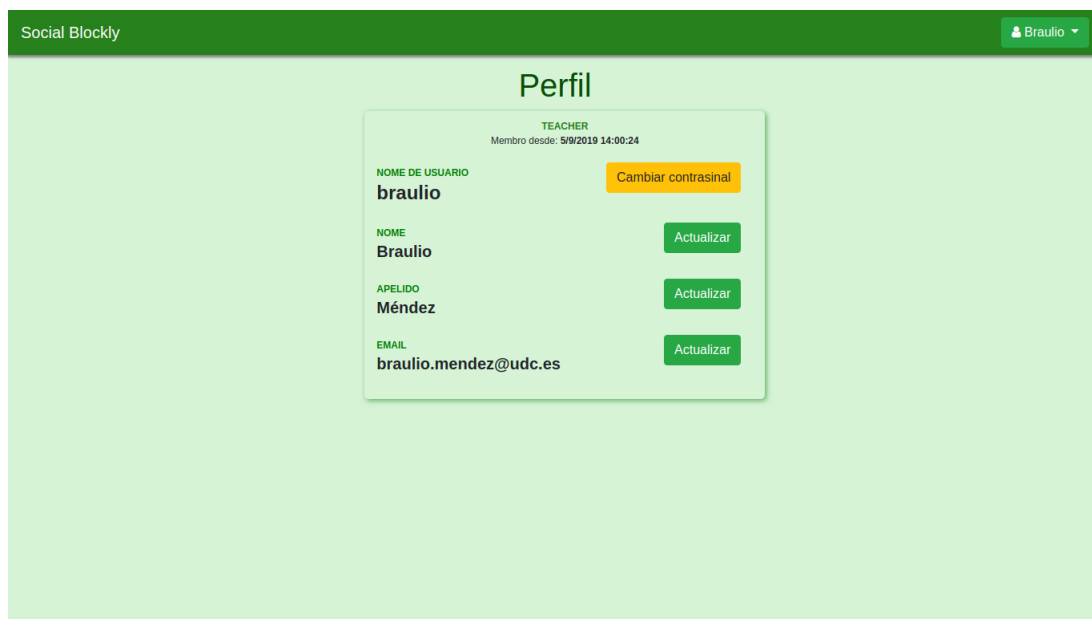 Social Blockly
Braulio
Perfil
TEACHER
Membro desde: 5/9/2019 14:00:24
NOME DE USUARIO
braulio
Cambiar contrasinal
NOME
Braulio
Actualizar
APELIDO
Méndez
Actualizar
EMAIL
braulio.mendez@udc.es
Actualizar